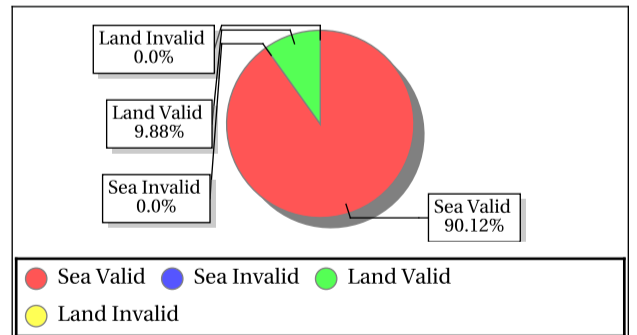 Land Invalid
0.0%
Land Valid
9.88%
Sea Invalid
0.0%
Sea Valid
90.12%
Sea Valid Sea Invalid Land Valid
Land Invalid